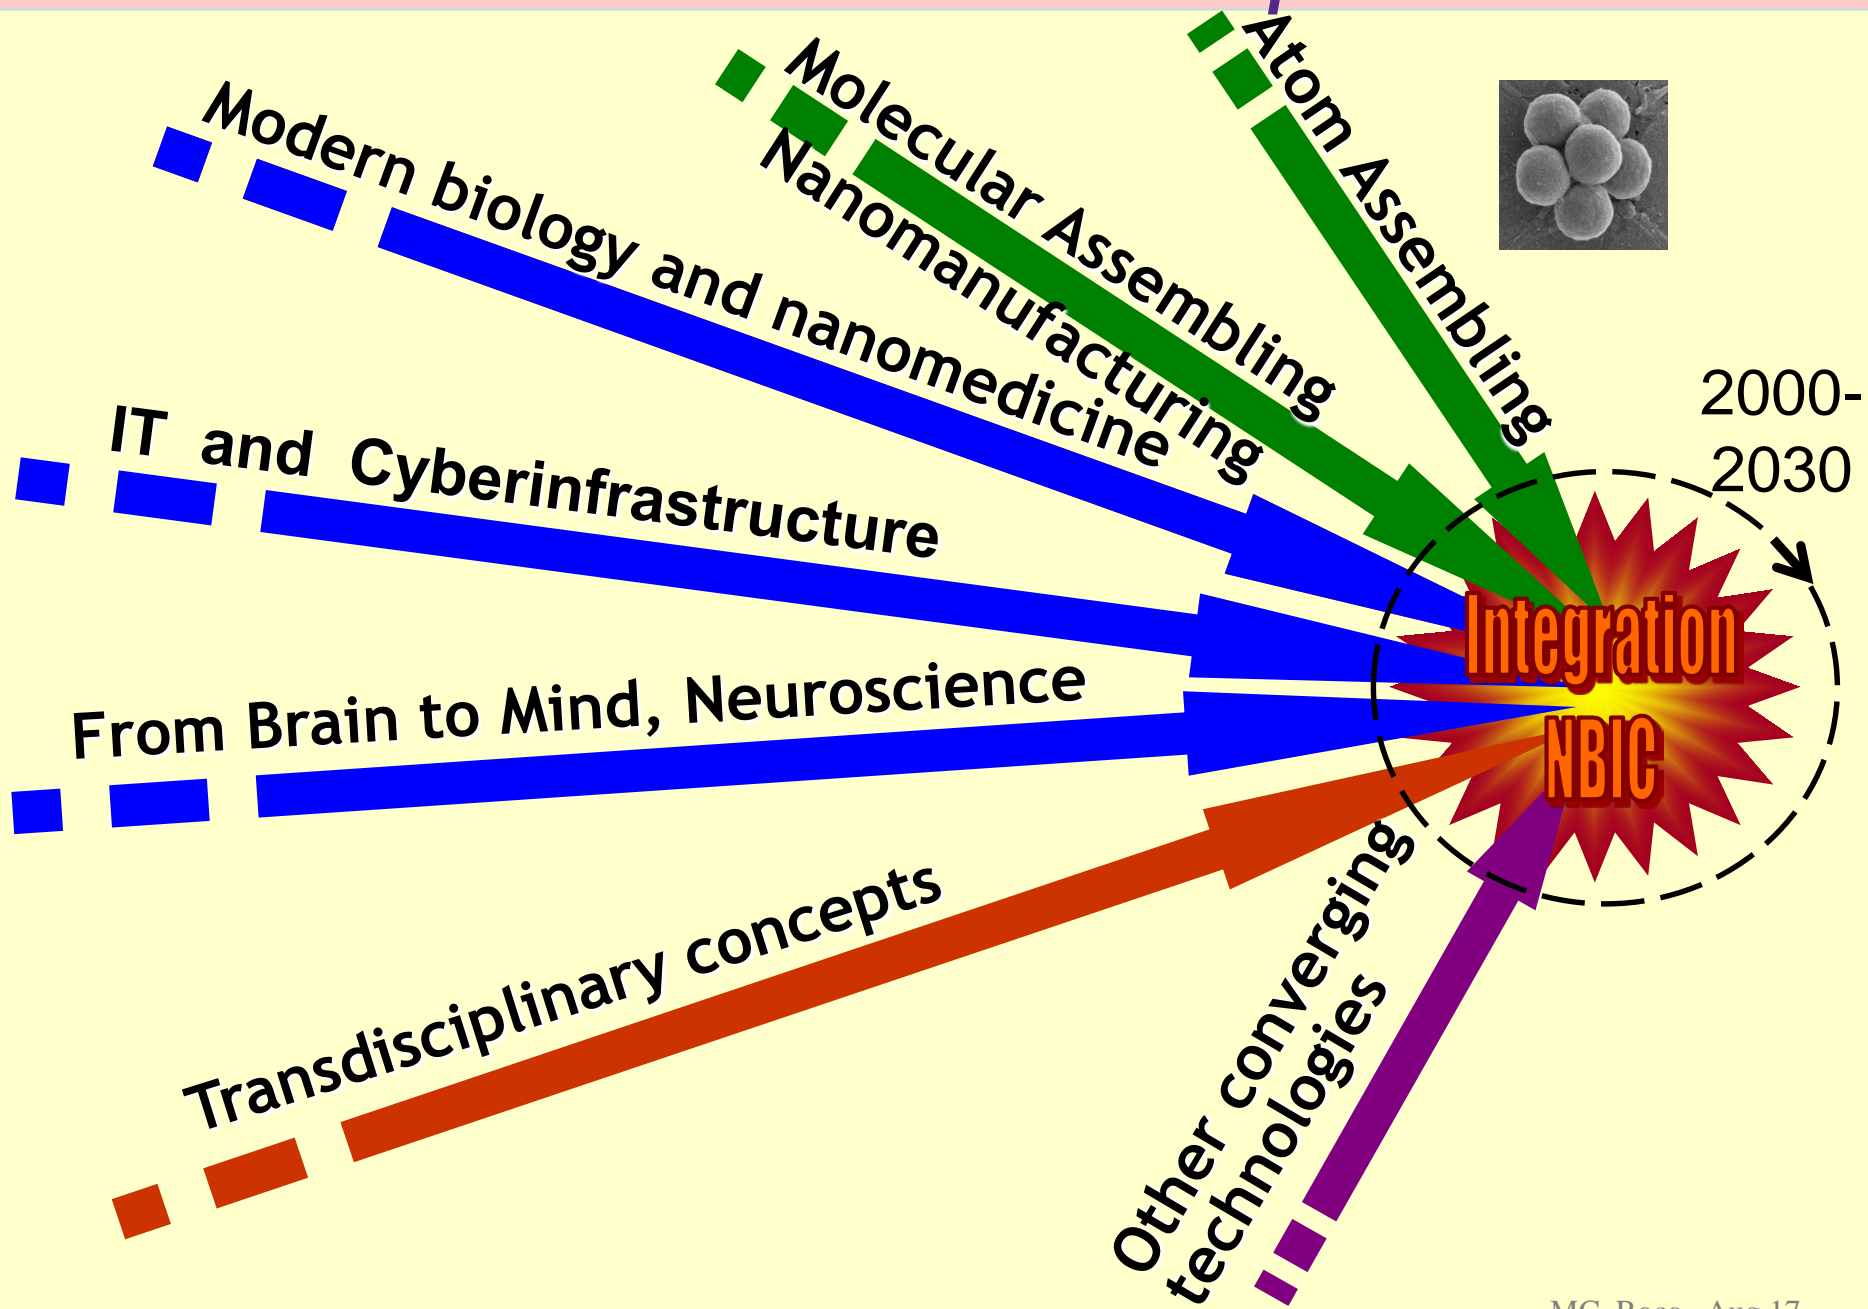 Atom Assembling
Molecular Assembling
Nanomanufacturing
Modern biology and nanomedicine
2000-
2030
IT and Cyberinfrastructure
Integration
From Brain to Mind, Neuroscience
NBIC
Transdisciplinary concepts
Other converging
technologies